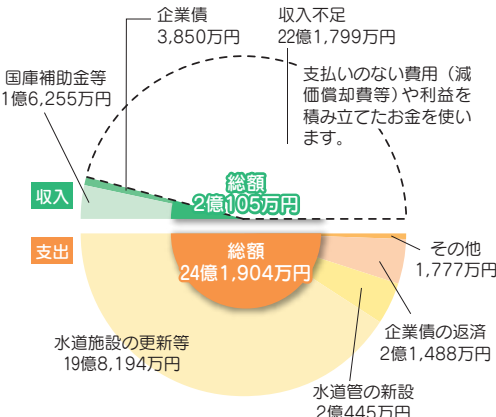 企業債
3,850万円
収入不足
22億1,799万円
国庫補助金等
1億6,255万円
支払いのない費用（減
価償却費等）や利益を
積み立てたお金を使い
ます。
収入
総額
2億105万円
支出
総額
24億1,904万円
その他
1,777万円
企業債の返済
2億1,488万円
水道管の新設
2億445万円
水道施設の更新等
19億8,194万円